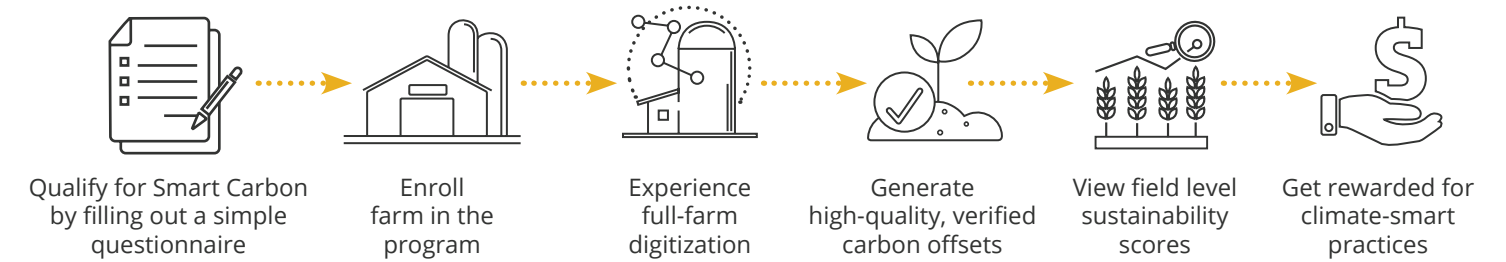 Qualify for Smart Carbon
by filling out a simple
questionnaire
Enroll
farm in the
program
Experience
full-farm
digitization
Generate
high-quality, verified
carbon offsets
View field level
sustainability
scores
Get rewarded for
climate-smart
practices